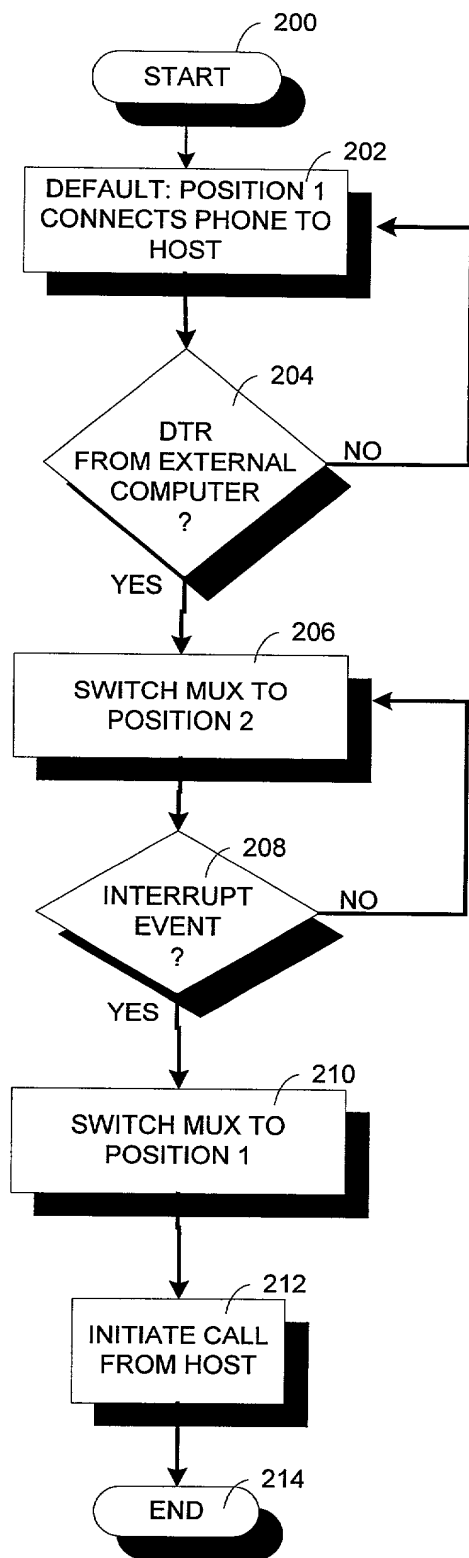 200
START
202
DEFAULT: POSITION 1
CONNECTS PHONE TO
HOST
204
DTR
FROM EXTERNAL
COMPUTER
?
NO
YES
206
SWITCH MUX TO
POSITION 2
208
INTERRUPT
EVENT
?
NO
YES
210
SWITCH MUX TO
POSITION 1
212
INITIATE CALL
FROM HOST
214
END